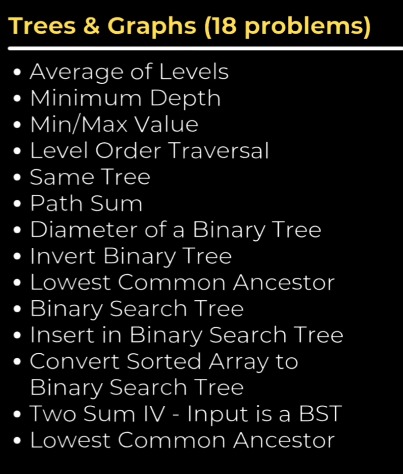 Trees & Graphs (18 problems)
• Average of Levels
• Minimum Depth
• Min/Max Value
• Level Order Traversal
• Same Tree
• Path Sum
• Diameter of a Binary Tree
• Invert Binary Tree
• Lowest Common Ancestor
• Binary Search Tree
• Insert in Binary Search Tree
• Convert Sorted Array to
Binary Search Tree
• Two Sum IV - Input is a BST
• Lowest Common Ancestor